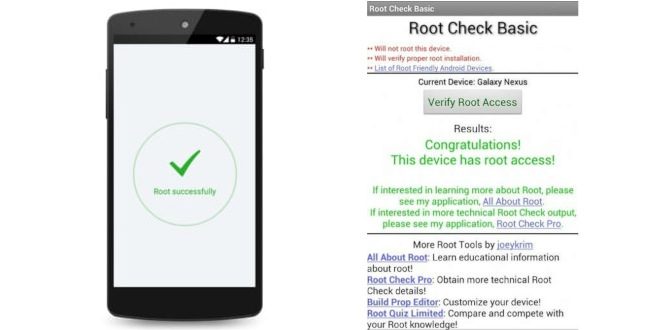 12:35
Root successfully
Root Check Basic
Root Check Basic
** Will not root this device.
** Will verify proper root installation.
** List of Root Friendly Android Devices.
Current Device: Galaxy Nexus
Verify Root Access
Results:
Congratulations!
This device has root access!
If interested in learning more about Root, please
see my application, All About Root.
If interested in more technical Root Check output,
please see my application, Root Check Pro.
More Root Tools by joeykrim
All About Root: Learn educational information
about root!
Root Check Pro: Obtain more technical Root
Check details!
Build Prop Editor: Customize your device!
Root Quiz Limited: Compare and compete with
your Root knowledge!